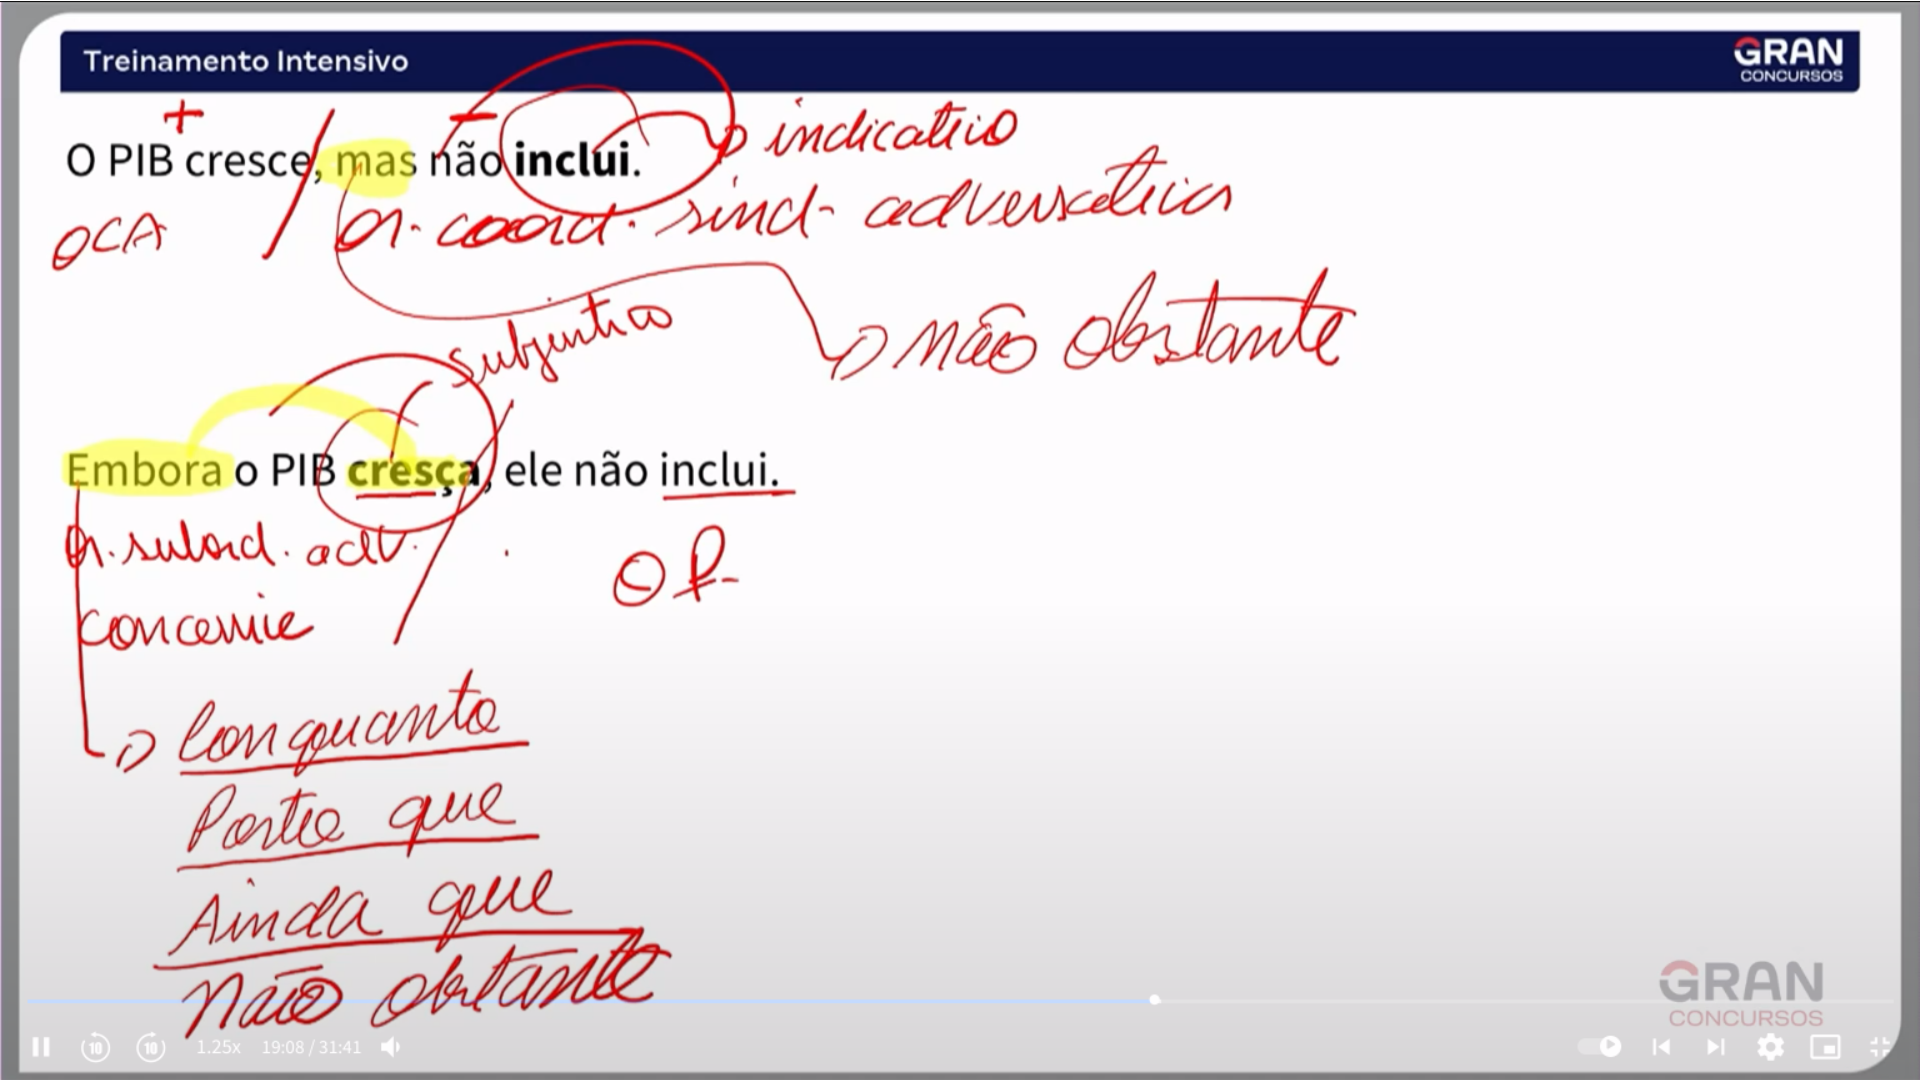 Treinamento Intensivo
GRAN
CONCURSOS
+ -
O PIB cresce, mas não inclui.
indicativo
OCA
or. coord. sind. adversativa
não obstante
subjuntivo
Embora o PIB cresça, ele não inclui.
or. subord. adv.
OP
concessiva
Conquanto
Posto que
Ainda que
não obstante
GRAN
CONCURSOS
10 10 1.25x 19:08 / 31:41